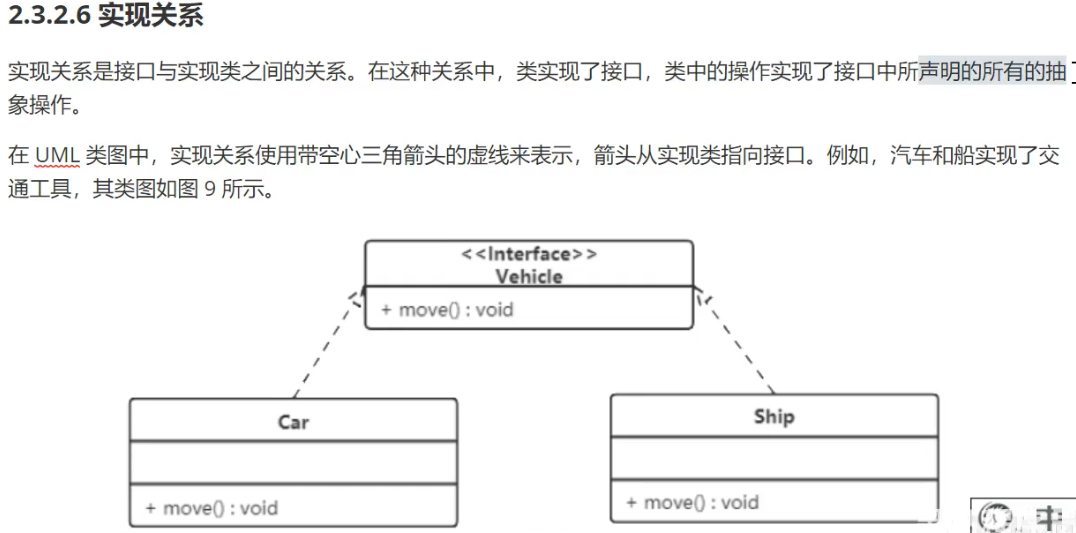 2.3.2.6 实现关系
实现关系是接口与实现类之间的关系。在这种关系中，类实现了接口，类中的操作实现了接口中所声明的所有的抽
象操作。
在 UML 类图中，实现关系使用带空心三角箭头的虚线来表示，箭头从实现类指向接口。例如，汽车和船实现了交
通工具，其类图如图 9 所示。
<<Interface>>
Vehicle
+ move() : void
Car
Ship
+ move() : void
+ move() : void